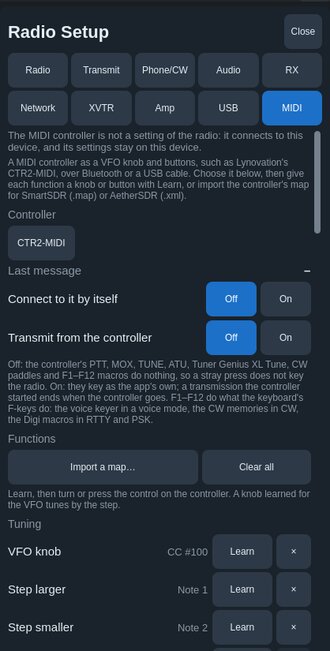 Radio Setup
Close
Radio
Transmit
Phone/CW
Audio
RX
Network
XVTR
Amp
USB
MIDI
The MIDI controller is not a setting of the radio: it connects to this
device, and its settings stay on this device.
A MIDI controller as a VFO knob and buttons, such as Lynovation's
CTR2-MIDI, over Bluetooth or a USB cable. Choose it below, then give
each function a knob or button with Learn, or import the controller's map
for SmartSDR (.map) or AetherSDR (.xml).
Controller
CTR2-MIDI
Last message
–
Connect to it by itself
Off
On
Transmit from the controller
Off
On
Off: the controller's PTT, MOX, TUNE, ATU, Tuner Genius XL Tune, CW
paddles and F1–F12 macros do nothing, so a stray press does not key
the radio. On: they key as the app's own; a transmission the controller
started ends when the controller goes. F1–F12 do what the keyboard's
F-keys do: the voice keyer in a voice mode, the CW memories in CW,
the Digi macros in RTTY and PSK.
Functions
Import a map…
Clear all
Learn, then turn or press the control on the controller. A knob learned for
the VFO tunes by the step.
Tuning
VFO knob
CC #100
Learn
×
Step larger
Note 1
Learn
×
Step smaller
Note 2
Learn
×